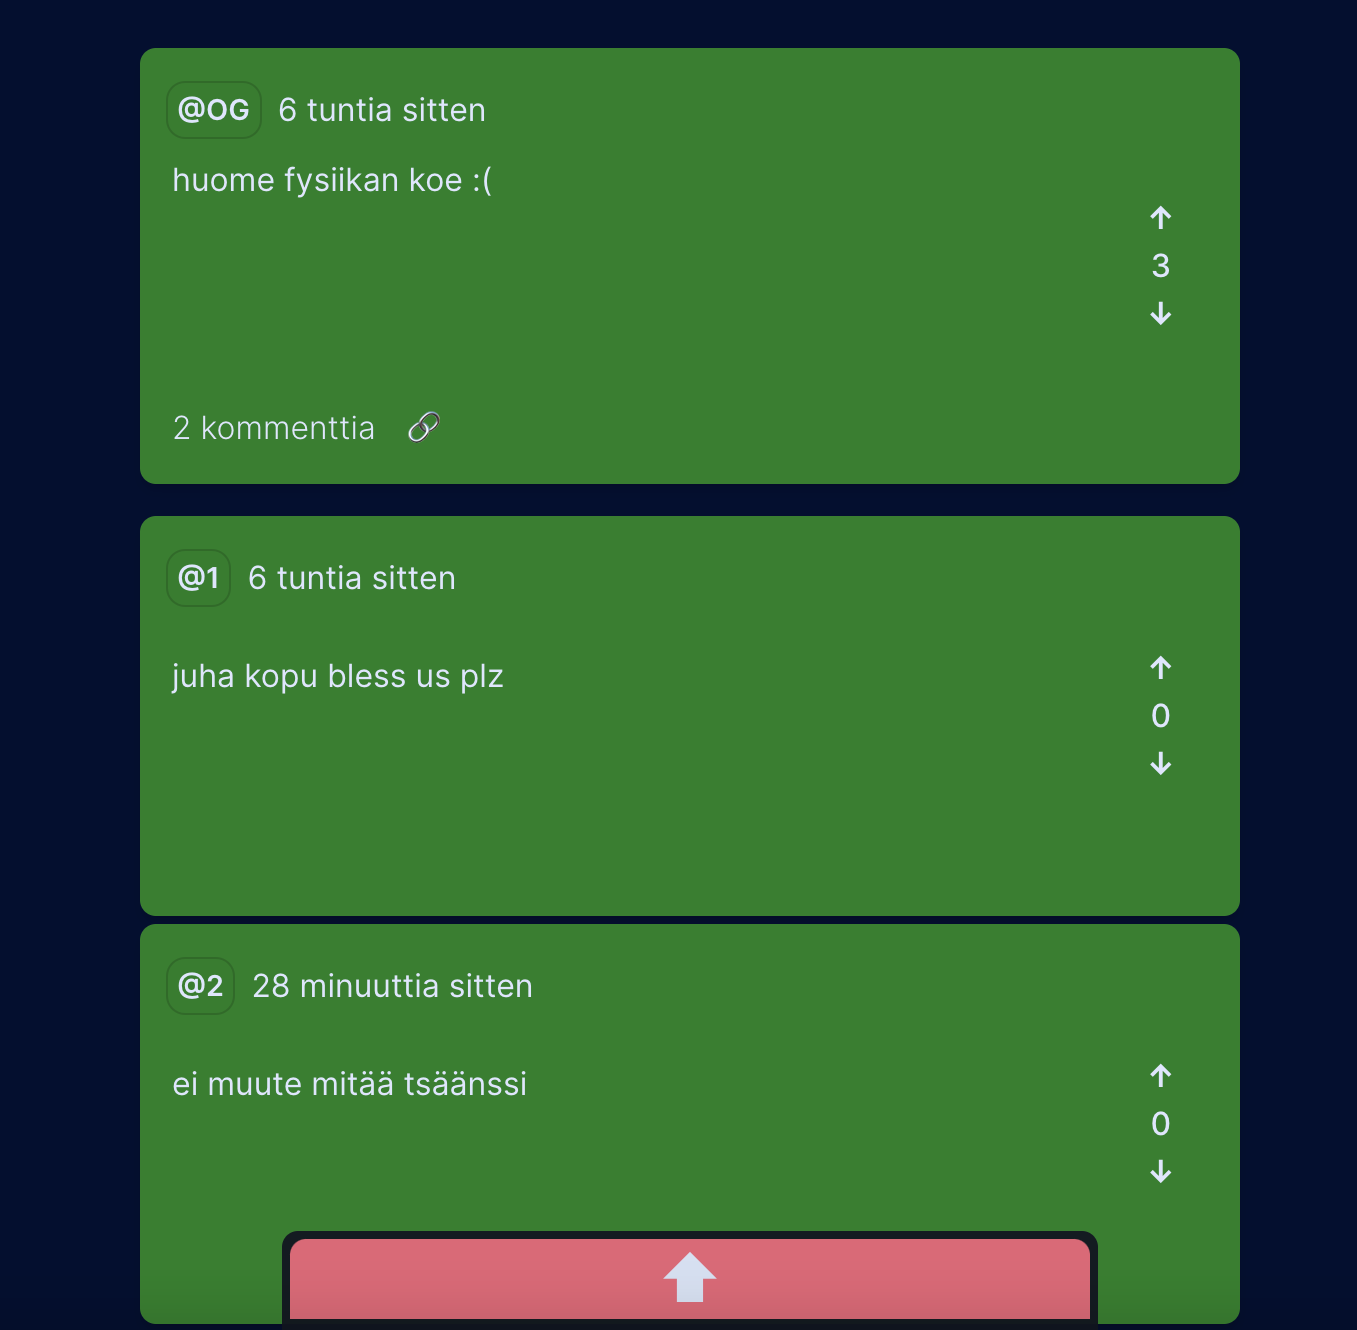 @OG 6 tuntia sitten
huome fysiikan koe :(
↑
3
↓
2 kommenttia
@1 6 tuntia sitten
juha kopu bless us plz
↑
0
↓
@2 28 minuuttia sitten
ei muute mitää tsäänssi
↑
0
↓